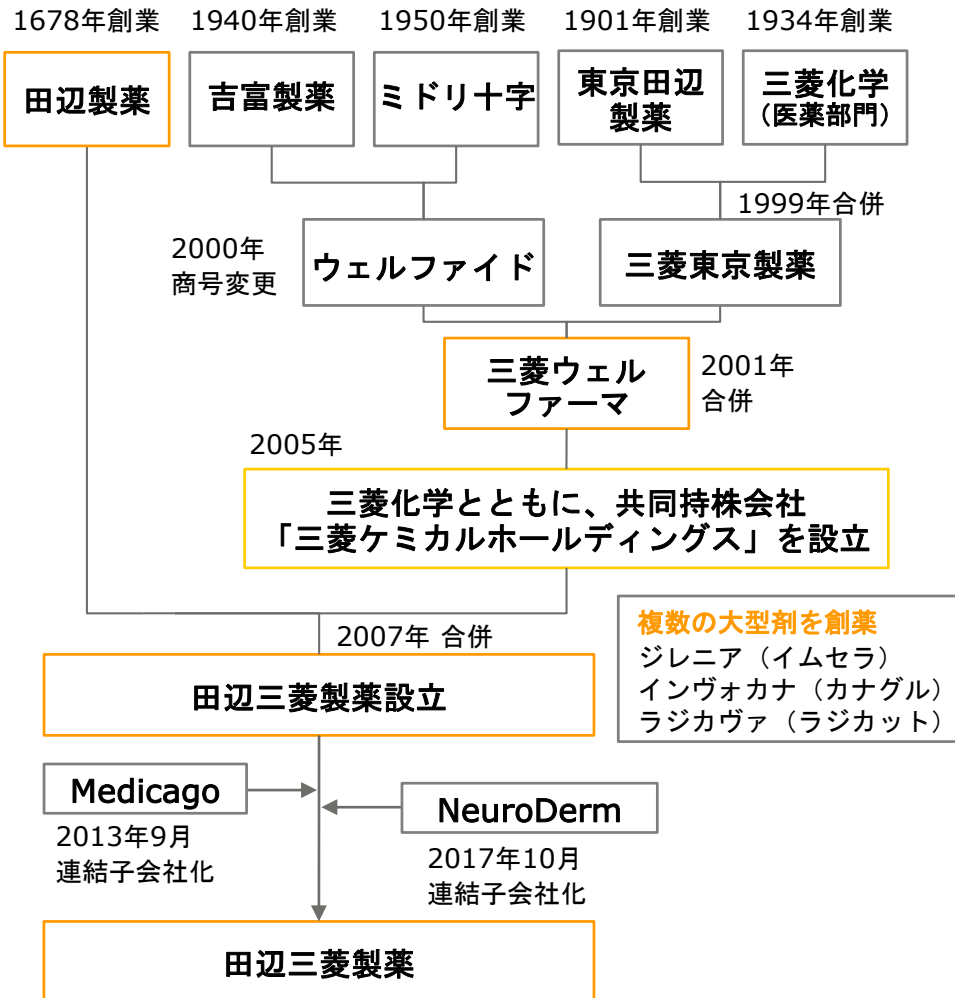 1678年創業
1940年創業
1950年創業
1901年創業
1934年創業
田辺製薬
吉富製薬
ミドリ十字
東京田辺
製薬
三菱化学
（医薬部門）
1999年合併
2000年
商号変更
ウェルファイド
三菱東京製薬
三菱ウェル
ファーマ
2001年
合併
2005年
三菱化学とともに、共同持株会社
「三菱ケミカルホールディングス」を設立
2007年 合併
田辺三菱製薬設立
複数の大型剤を創薬
ジレニア（イムセラ）
インヴォカナ（カナグル）
ラジカヴァ（ラジカット）
Medicago
2013年9月
連結子会社化
NeuroDerm
2017年10月
連結子会社化
田辺三菱製薬